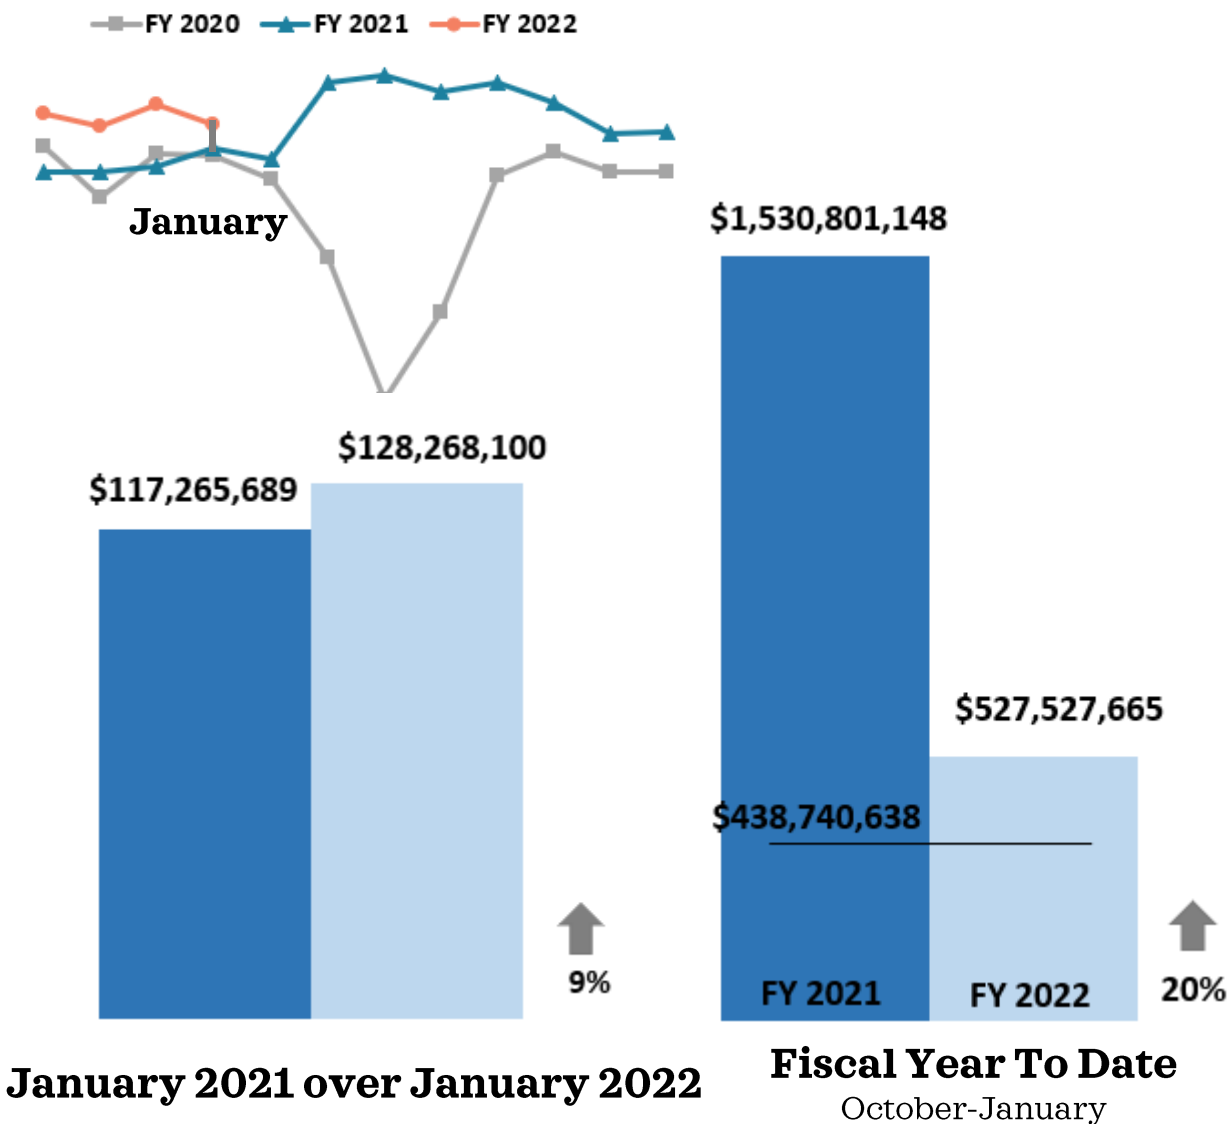 FY 2020 FY 2021 FY 2022
January
$1,530,801,148
$128,268,100
$117,265,689
$527,527,665
$438,740,638
9%
FY 2021
FY 2022
20%
January 2021 over January 2022
Fiscal Year To Date
October-January